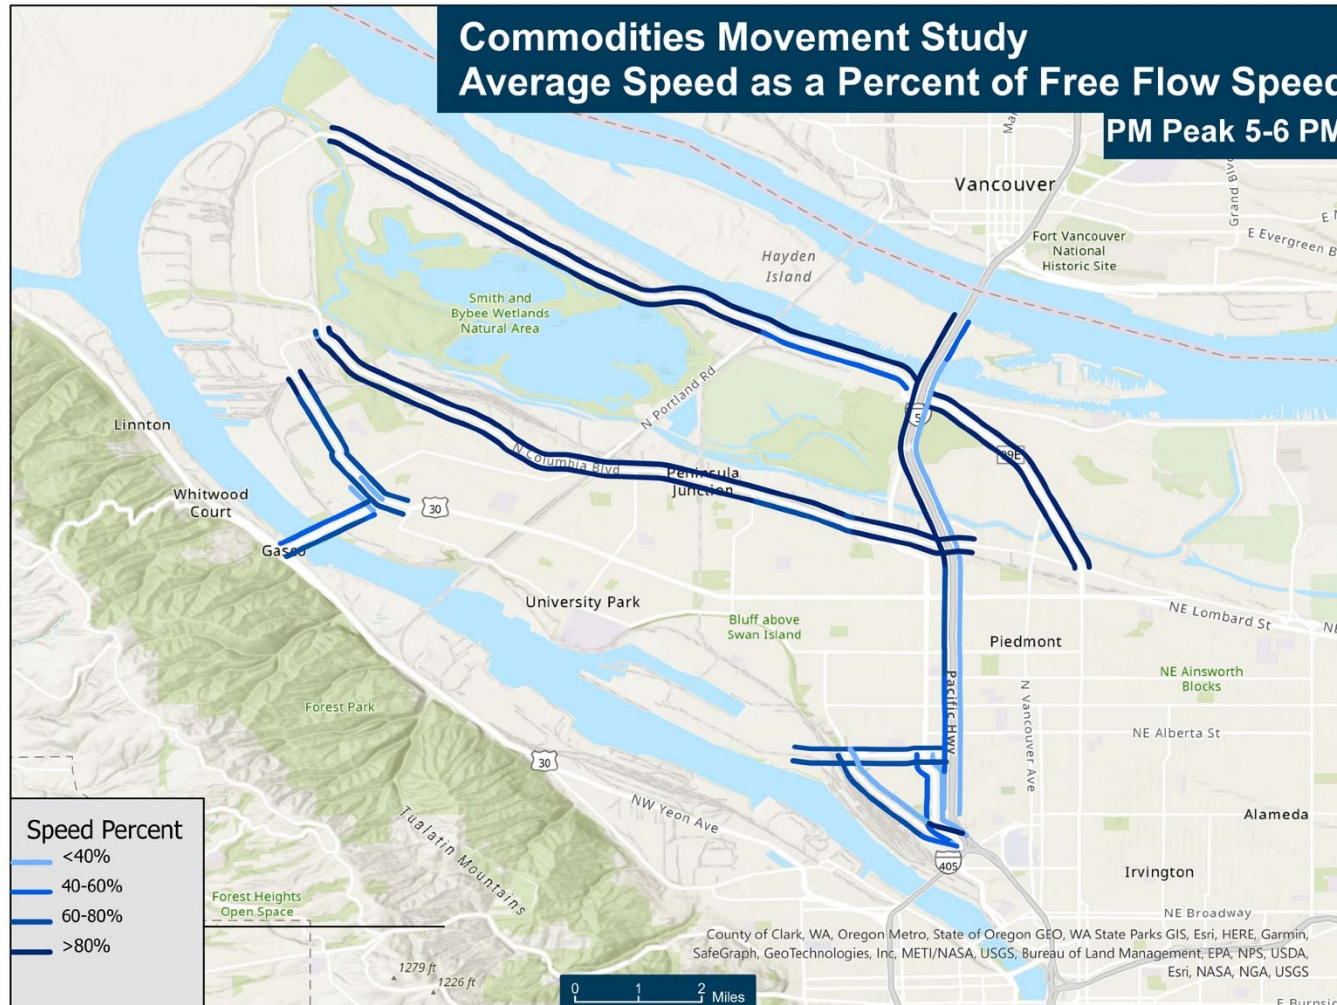 Commodities Movement Study
Average Speed as a Percent of Free Flow Speed
PM Peak 5-6 PM
Vancouver
Grand Blv
E Evergreen B
Fort Vancouver
National
Historic Site
Hayden
Island
Smith and
Bybee Wetlands
Natural Area
N Portland Rd
5
99E
Linnton
N Columbia Blvd
Peninsula
Junction
Whitwood
Court
30
Gasco
University Park
Bluff above
Swan Island
NE Lombard St
NE
Piedmont
NE Ainsworth
Blocks
Pacific Hwy
N Vancouver Ave
Forest Park
NE Alberta St
30
NW Yeon Ave
Alameda
405
Tualatin Mountains
Irvington
Forest Heights
Open Space
NE Broadway
1279 ft
1226 ft
Speed Percent
<40%
40-60%
60-80%
>80%
County of Clark, WA, Oregon Metro, State of Oregon GEO, WA State Parks GIS, Esri, HERE, Garmin,
SafeGraph, GeoTechnologies, Inc, METI/NASA, USGS, Bureau of Land Management, EPA, NPS, USDA,
Esri, NASA, NGA, USGS
0 1 2 Miles